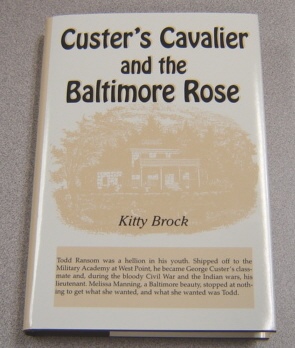 Custer's Cavalier
and the
Baltimore Rose
Kitty Brock
Todd Ransom was a hellion in his youth. Shipped off to the
Military Academy at West Point, he became George Custer's class-
mate and, during the bloody Civil War and the Indian wars, his
lieutenant. Melissa Manning, a Baltimore beauty, stopped at noth-
ing to get what she wanted, and what she wanted was Todd.